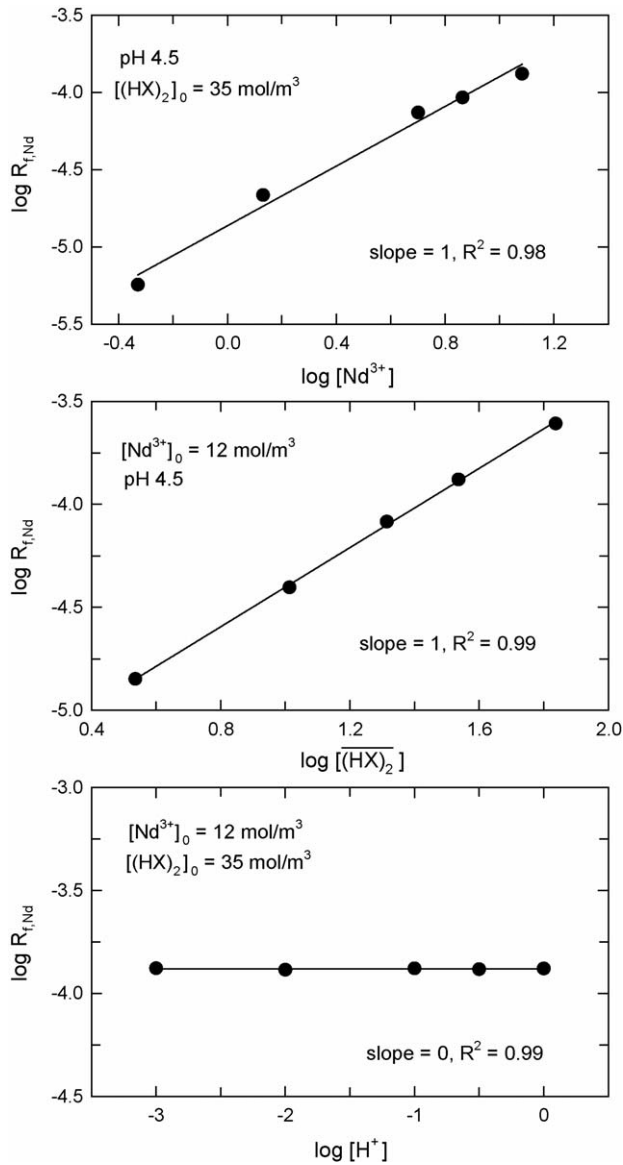 -3.5
-4.0
-4.5
-5.0
-5.5
log R_{f,Nd}
pH 4.5
[(HX)₂]₀ = 35 mol/m³
slope = 1, R² = 0.98
-0.4 0.0 0.4 0.8 1.2
log [Nd³⁺]
-3.5
-4.0
-4.5
-5.0
log R_{f,Nd}
[Nd³⁺]₀ = 12 mol/m³
pH 4.5
slope = 1, R² = 0.99
0.4 0.8 1.2 1.6 2.0
log [(HX)₂]
-3.0
-3.5
-4.0
-4.5
log R_{f,Nd}
[Nd³⁺]₀ = 12 mol/m³
[(HX)₂]₀ = 35 mol/m³
slope = 0, R² = 0.99
-3 -2 -1 0
log [H⁺]